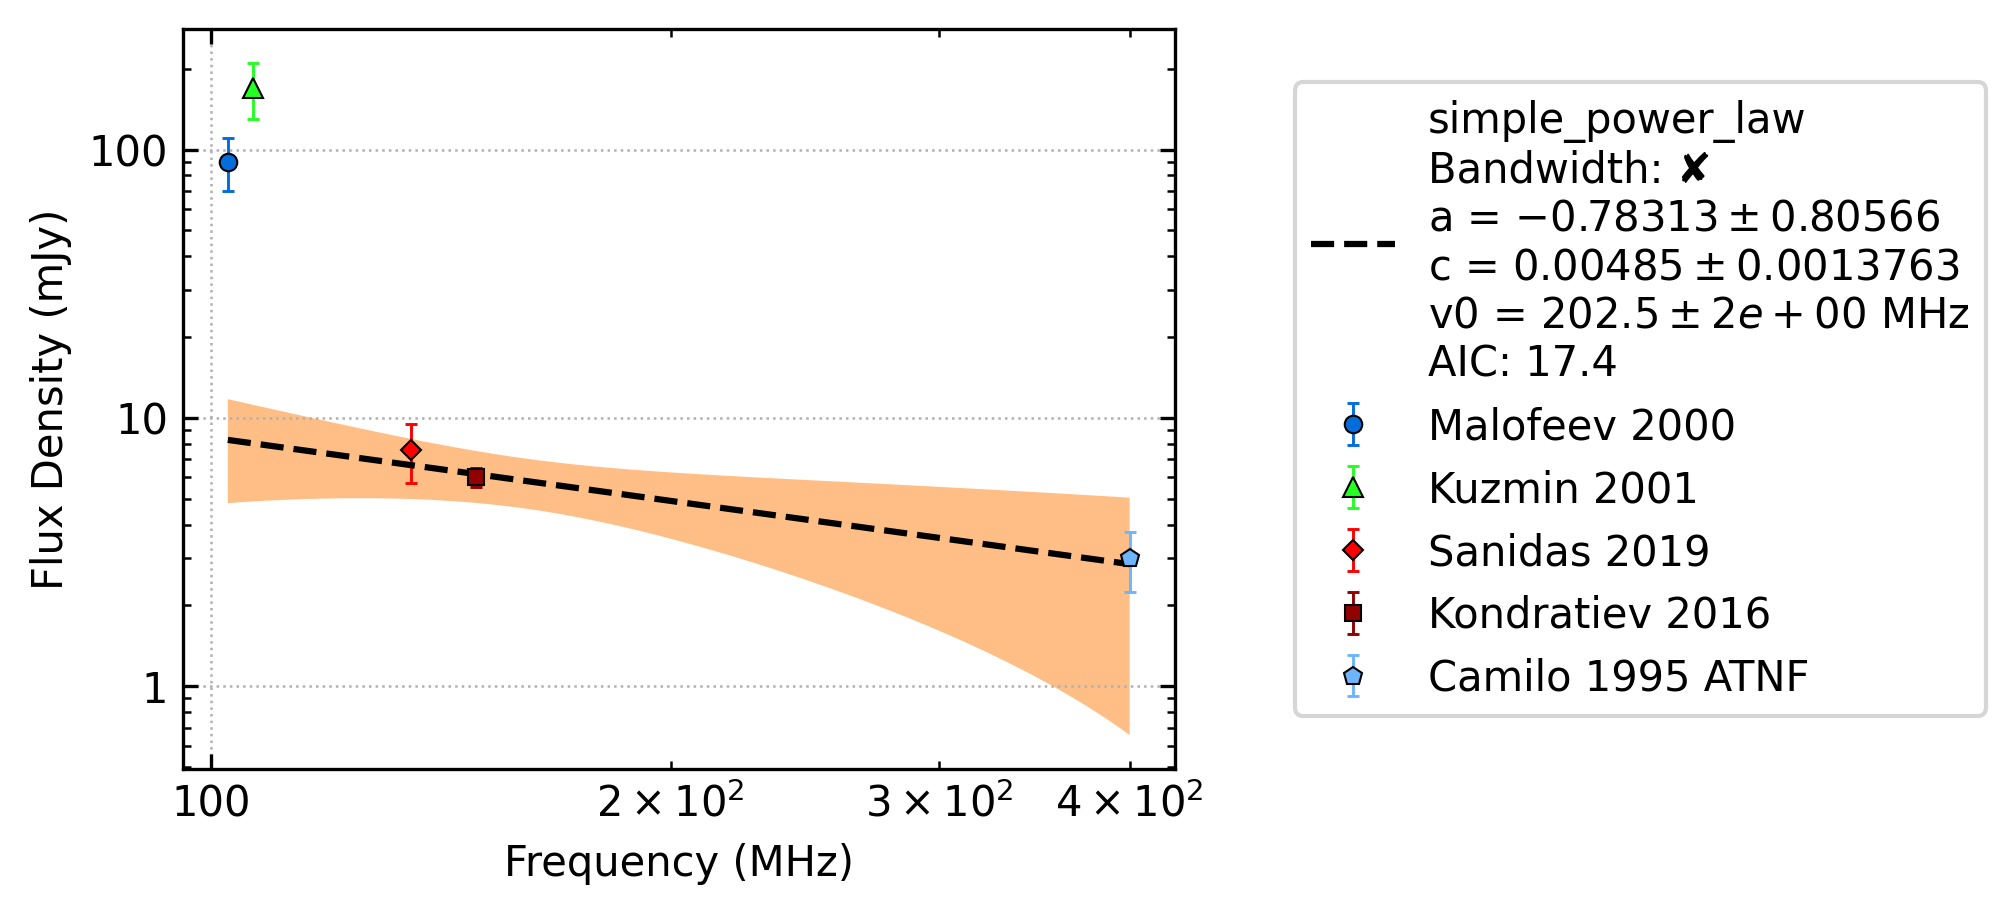 100
10
1
Flux Density (mJy)
100
2 × 10²
3 × 10²
4 × 10²
Frequency (MHz)
simple_power_law
Bandwidth: ✘
a = −0.78313 ± 0.80566
c = 0.00485 ± 0.0013763
v0 = 202.5 ± 2e + 00 MHz
AIC: 17.4
Malofeev 2000
Kuzmin 2001
Sanidas 2019
Kondratiev 2016
Camilo 1995 ATNF